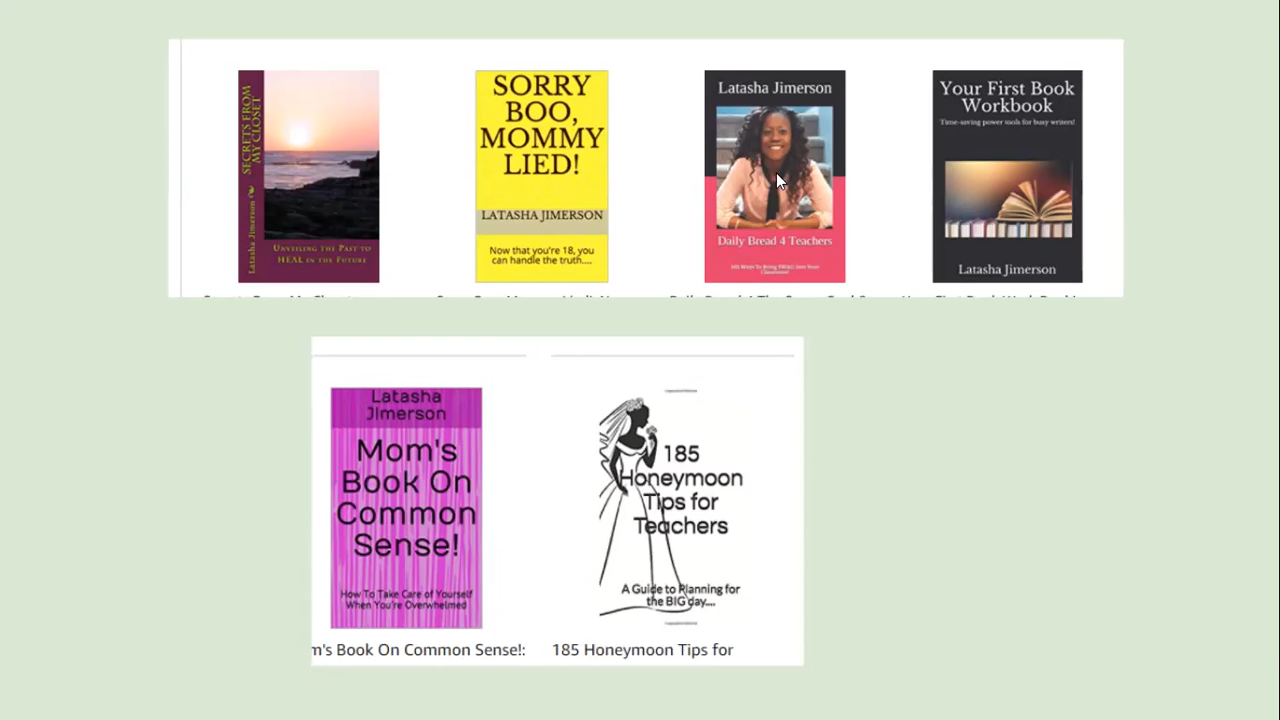 SECRETS FROM
MY CLOSET
Latasha Jimerson
UNVEILING THE PAST TO
HEAL IN THE FUTURE
SORRY
BOO,
MOMMY
LIED!
LATASHA JIMERSON
Now that you're 18, you
can handle the truth....
Latasha Jimerson
Daily Bread 4 Teachers
Your First Book
Workbook
Time-saving power tools for busy writers!
Latasha Jimerson
Latasha
Jimerson
Mom's
Book On
Common
Sense!
How To Take Care of Yourself
When You're Overwhelmed
m's Book On Common Sense!:
185
Honeymoon
Tips for
Teachers
A Guide to Planning for
the BIG day....
185 Honeymoon Tips for